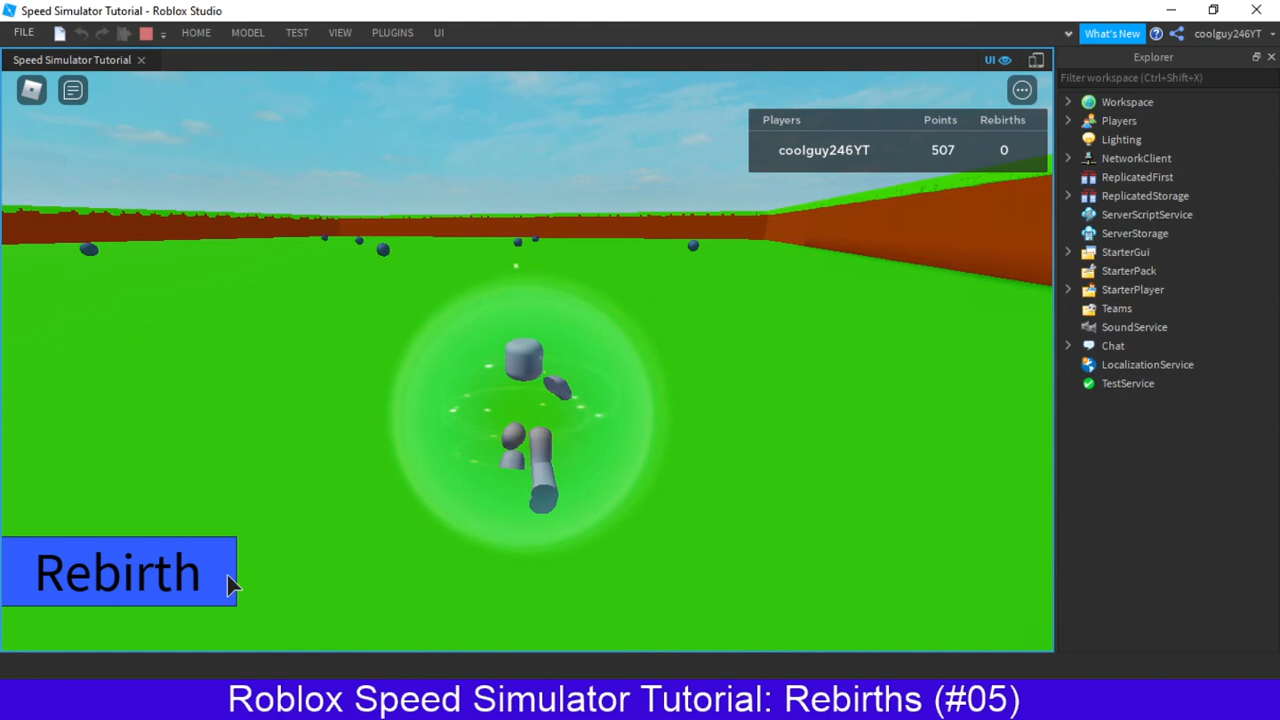 Speed Simulator Tutorial - Roblox Studio
FILE HOME MODEL TEST VIEW PLUGINS UI What's New coolguy246YT
Speed Simulator Tutorial UI
Explorer
Filter workspace (Ctrl+Shift+X)
Players Points Rebirths
coolguy246YT 507 0
Workspace
Players
Lighting
NetworkClient
ReplicatedFirst
ReplicatedStorage
ServerScriptService
ServerStorage
StarterGui
StarterPack
StarterPlayer
Teams
SoundService
Chat
LocalizationService
TestService
Rebirth
Roblox Speed Simulator Tutorial: Rebirths (#05)